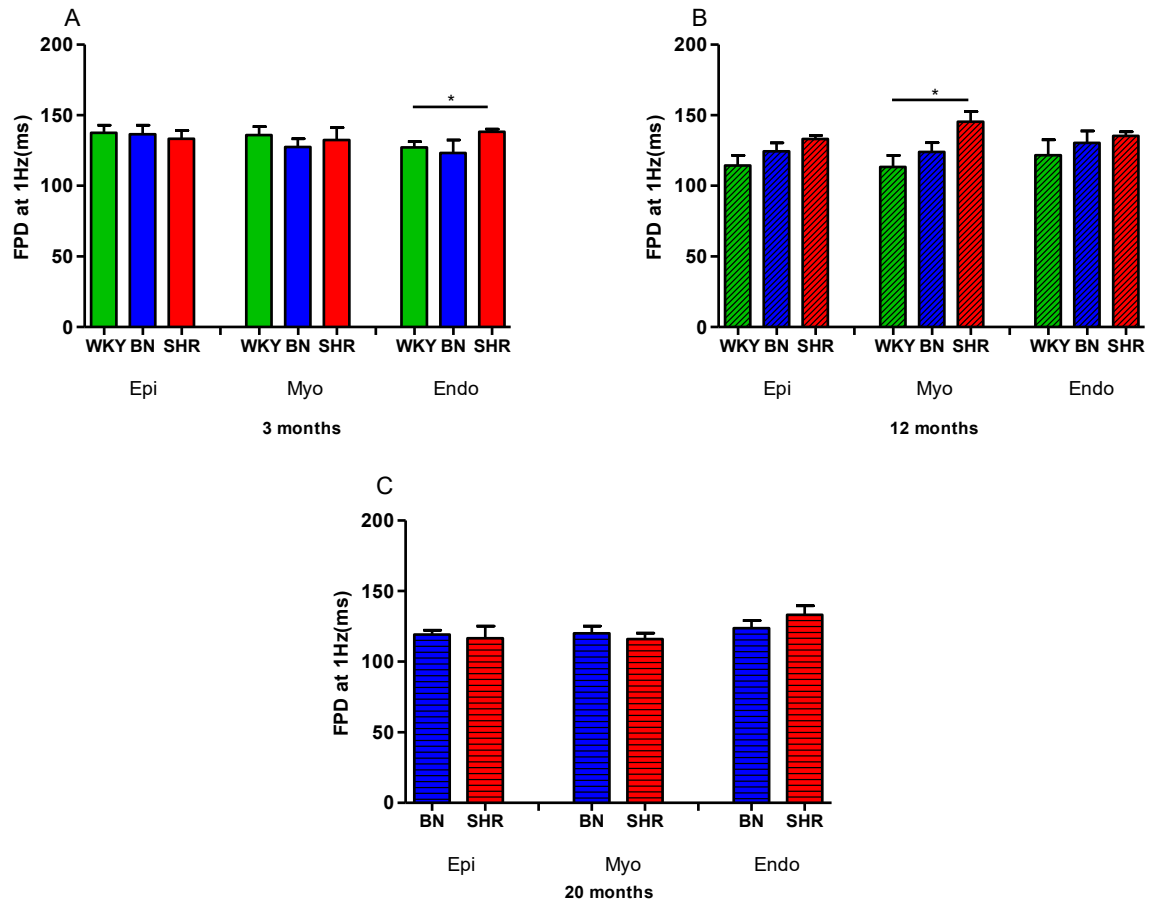 A
FPD at 1Hz(ms)
200
150
100
50
0
*
WKY BN SHR WKY BN SHR WKY BN SHR
Epi Myo Endo
3 months
B
FPD at 1Hz(ms)
200
150
100
50
0
*
WKY BN SHR WKY BN SHR WKY BN SHR
Epi Myo Endo
12 months
C
FPD at 1Hz(ms)
200
150
100
50
0
BN SHR BN SHR BN SHR
Epi Myo Endo
20 months